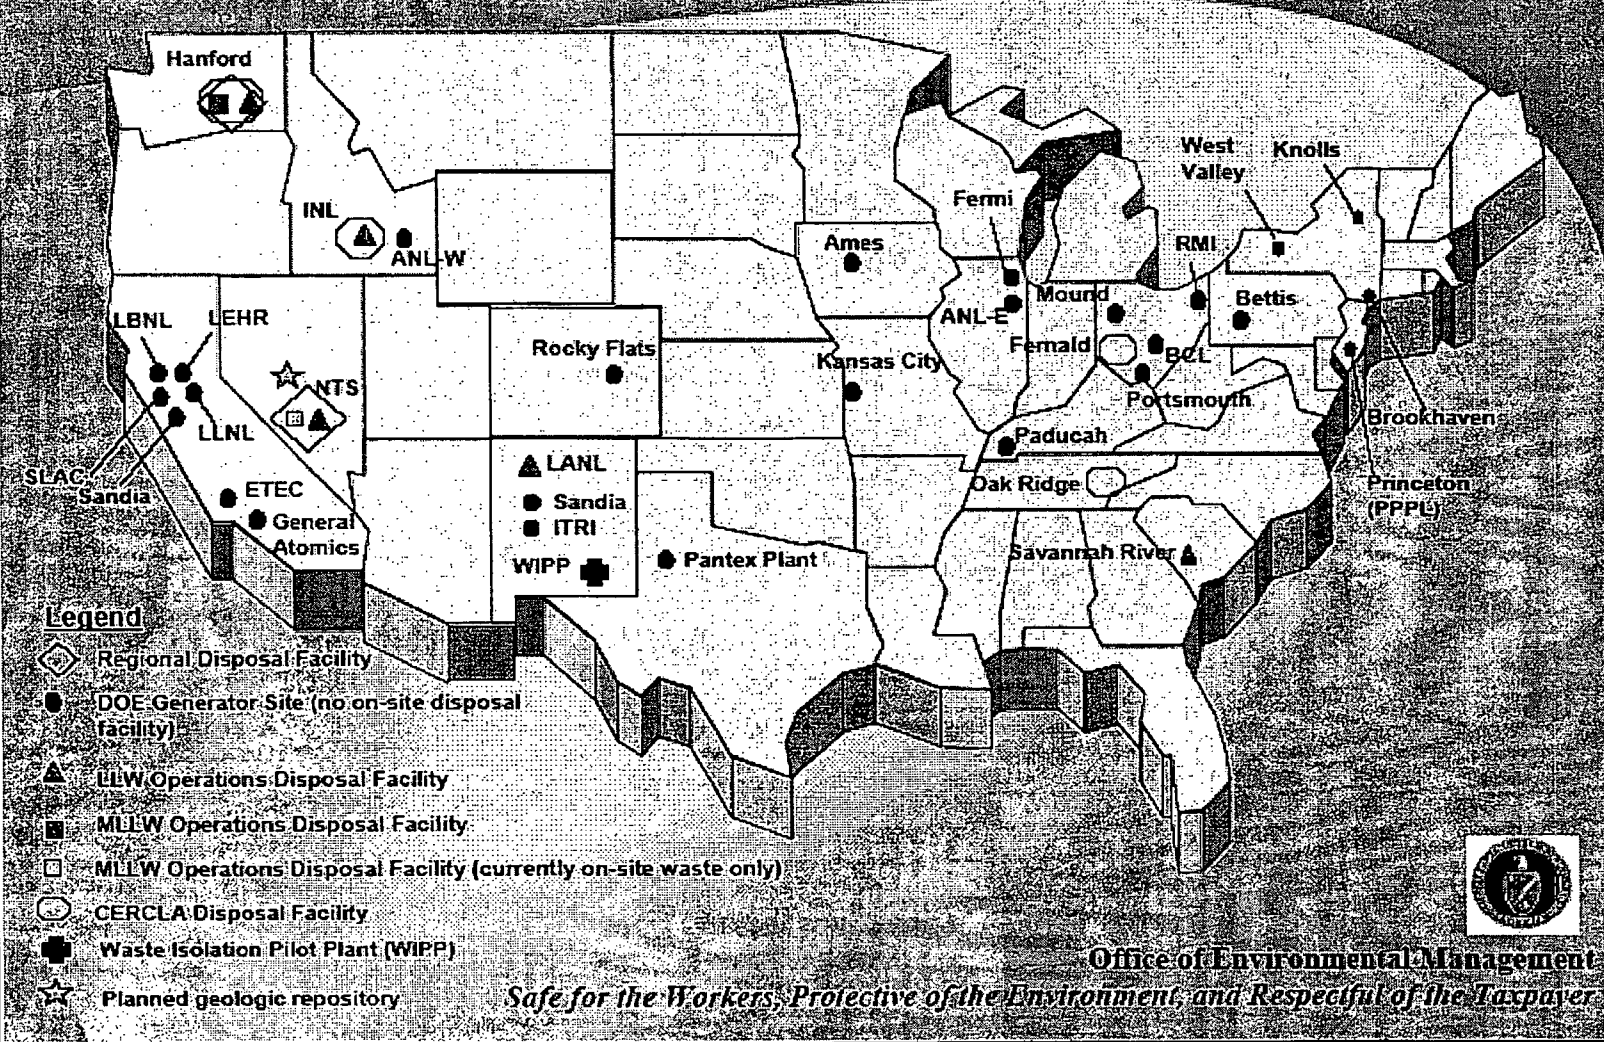 Hanford
West
Valley
Knolls
Fermi
INL
ANL-W
Ames
RMI
Mound
Bettis
ANL-E
LBNL
LEHR
Rocky Flats
Kansas City
Fernald
BCL
NTS
Portsmouth
LLNL
Brookhaven
Paducah
SLAC
Sandia
LANL
Oak Ridge
Princeton
(PPPL)
ETEC
Sandia
General
Atomics
ITRI
WIPP
Pantex Plant
Savannah River
Legend
Regional Disposal Facility
DOE Generator Site (no on-site disposal
facility)
LLW Operations Disposal Facility
MLLW Operations Disposal Facility
MLLW Operations Disposal Facility (currently on-site waste only)
CERCLA Disposal Facility
Waste Isolation Pilot Plant (WIPP)
Planned geologic repository
Office of Environmental Management
Safe for the Workers, Protective of the Environment, and Respectful of the Taxpayer